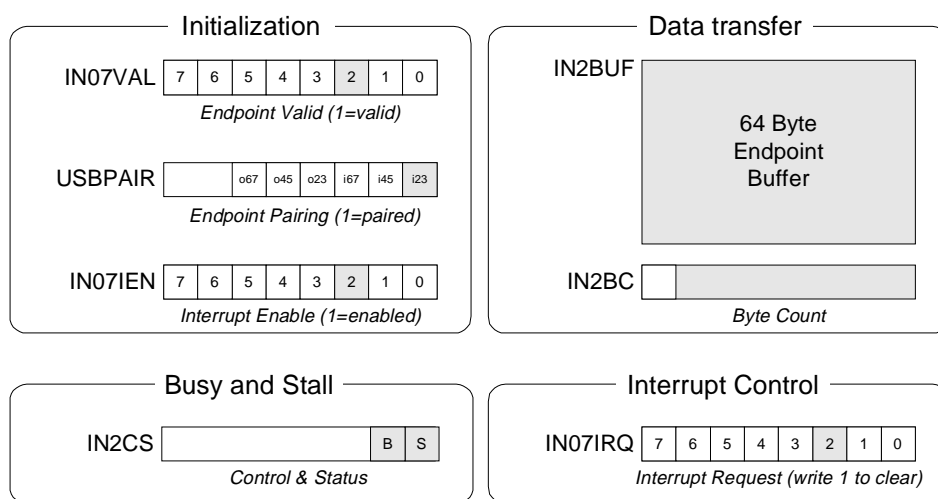 Initialization
IN07VAL 7 6 5 4 3 2 1 0
Endpoint Valid (1=valid)
USBPAIR o67 o45 o23 i67 i45 i23
Endpoint Pairing (1=paired)
IN07IEN 7 6 5 4 3 2 1 0
Interrupt Enable (1=enabled)
Data transfer
IN2BUF
64 Byte
Endpoint
Buffer
IN2BC
Byte Count
Busy and Stall
IN2CS B S
Control & Status
Interrupt Control
IN07IRQ 7 6 5 4 3 2 1 0
Interrupt Request (write 1 to clear)